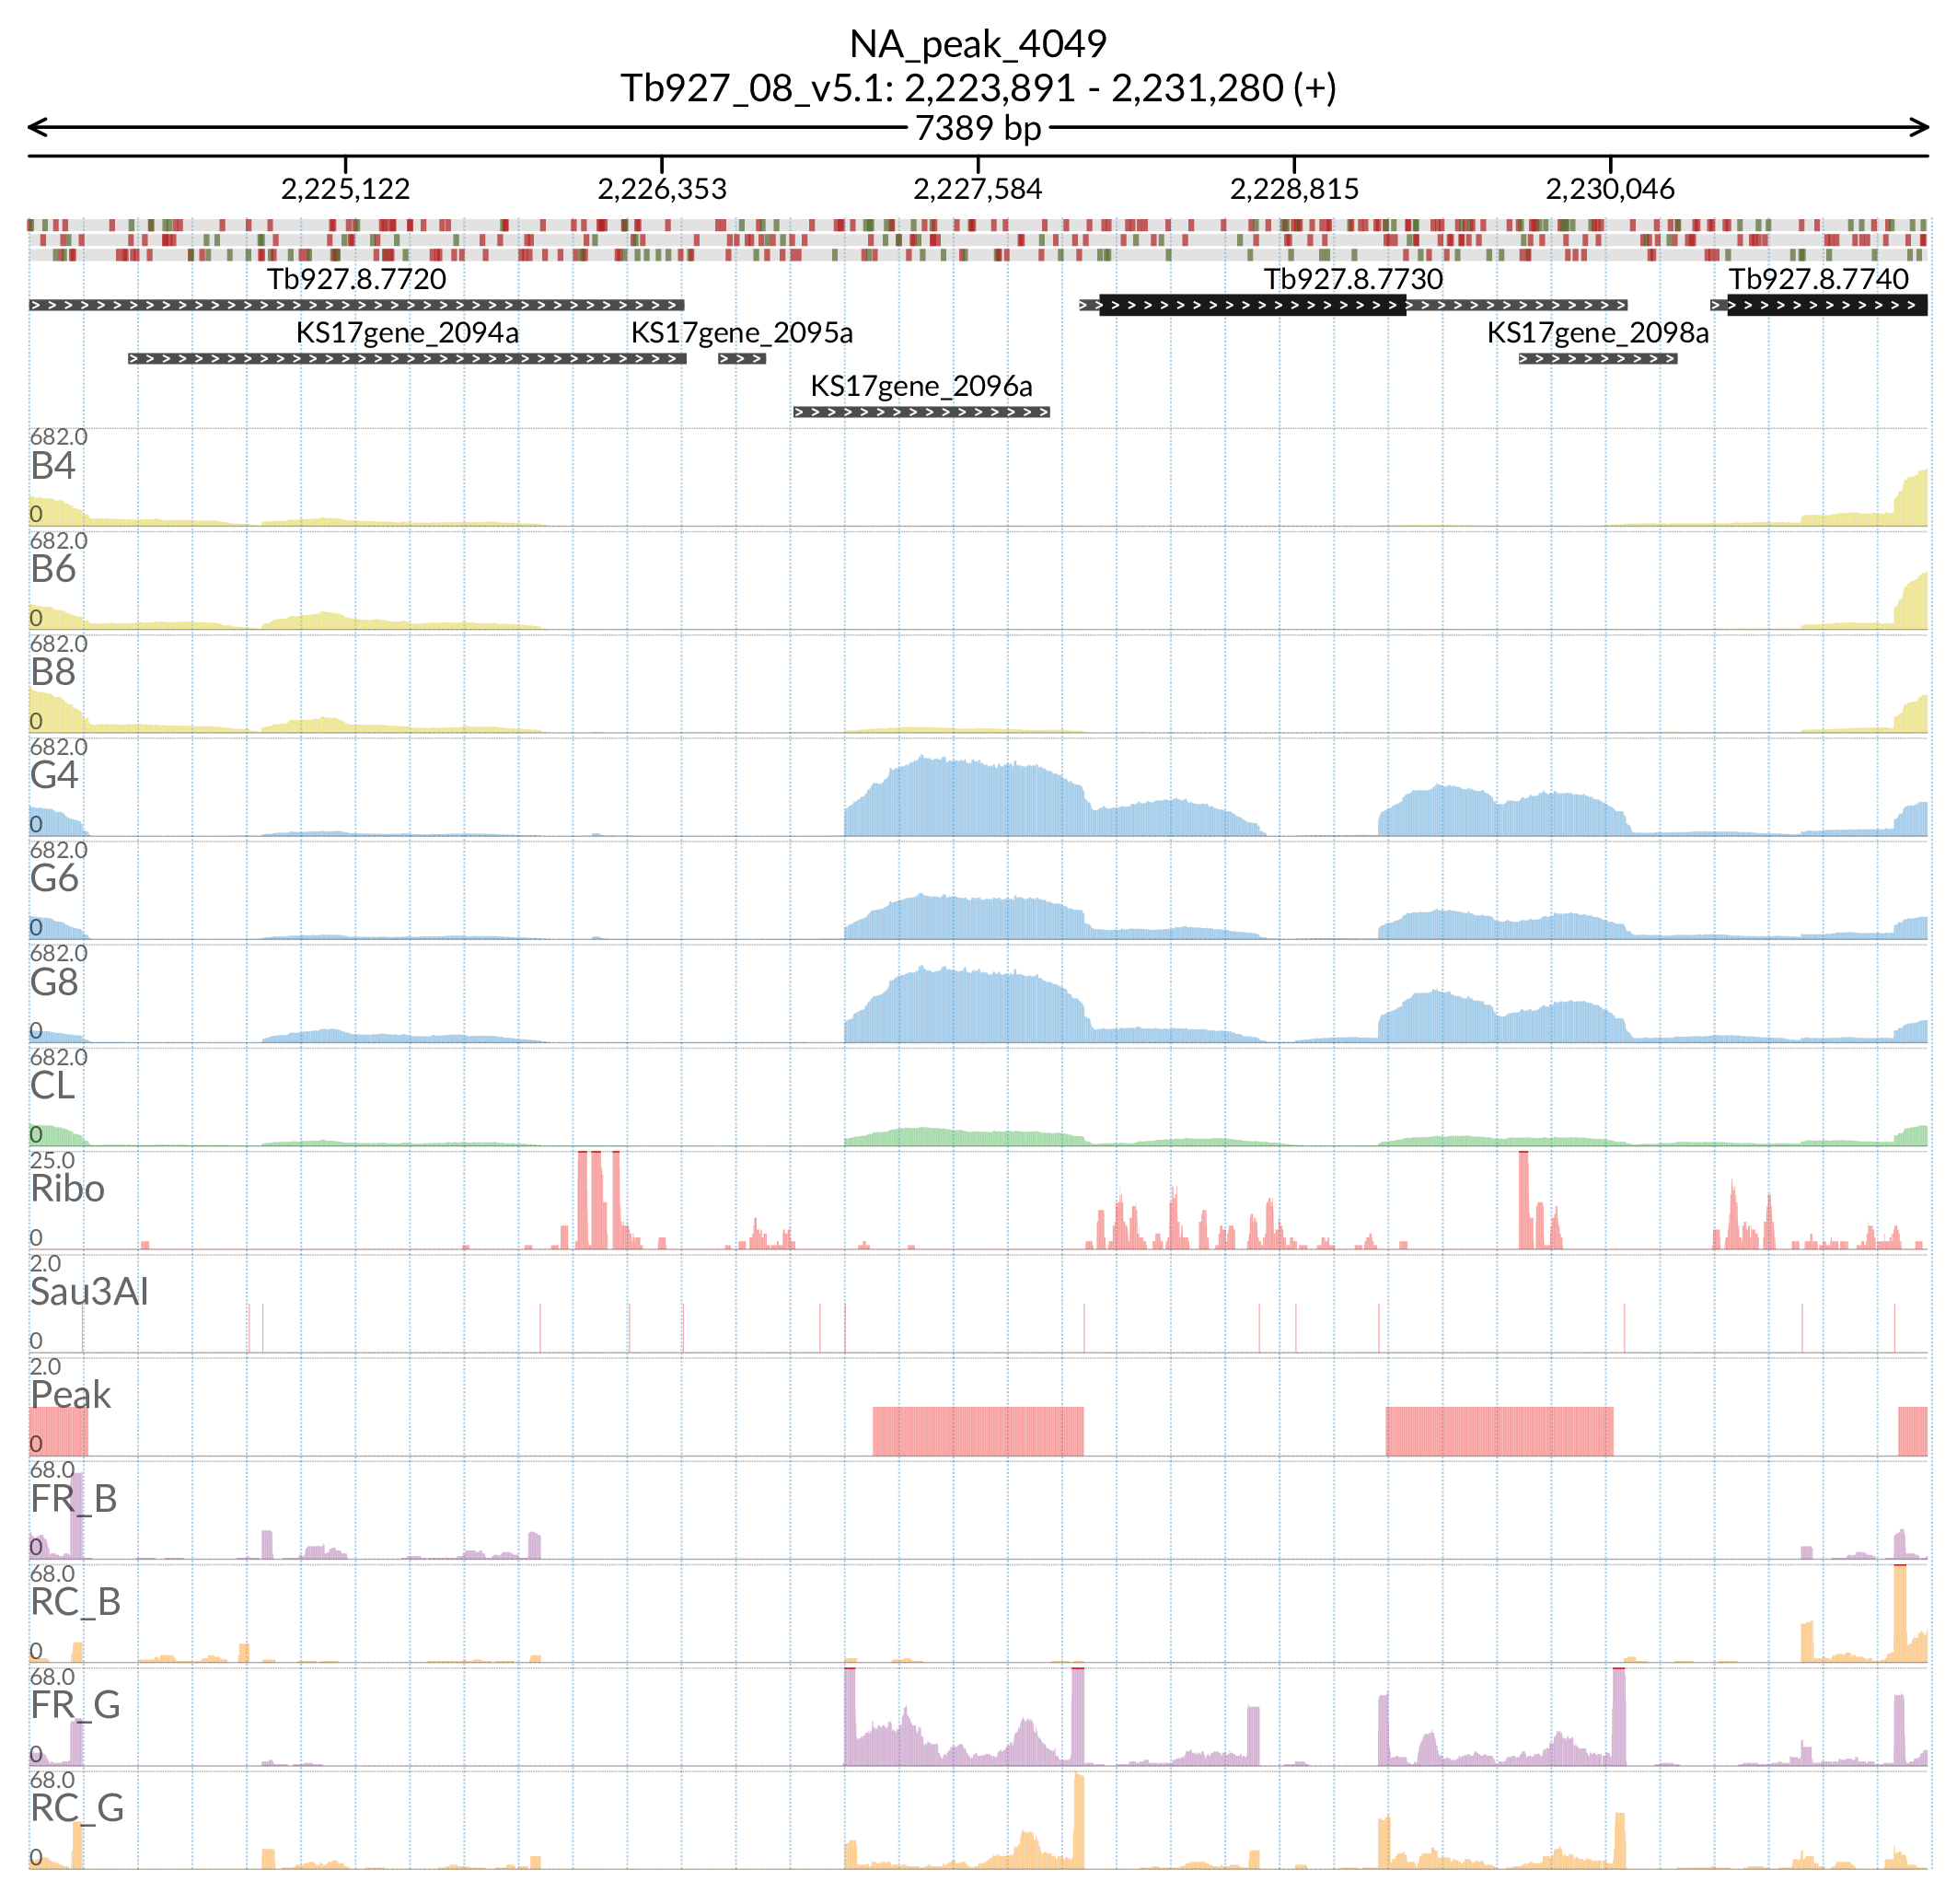 NA_peak_4049
Tb927_08_v5.1: 2,223,891 - 2,231,280 (+)
7389 bp
2,225,122 2,226,353 2,227,584 2,228,815 2,230,046
Tb927.8.7720 Tb927.8.7730 Tb927.8.7740
KS17gene_2094a KS17gene_2095a KS17gene_2098a
KS17gene_2096a
682.0
B4
0
682.0
B6
0
682.0
B8
0
682.0
G4
0
682.0
G6
0
682.0
G8
0
682.0
CL
0
25.0
Ribo
0
2.0
Sau3AI
0
2.0
Peak
0
68.0
FR_B
0
68.0
RC_B
0
68.0
FR_G
0
68.0
RC_G
0